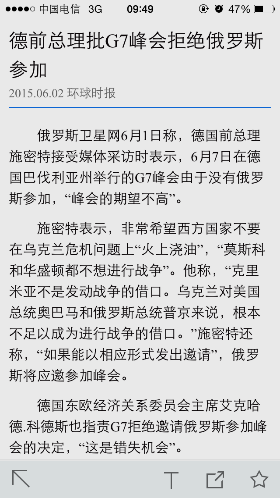 中国电信 3G 09:49 47%
德前总理批G7峰会拒绝俄罗斯
参加
2015.06.02 环球时报
俄罗斯卫星网6月1日称，德国前总理
施密特接受媒体采访时表示，6月7日在德
国巴伐利亚州举行的G7峰会由于没有俄罗
斯参加，“峰会的期望不高”。
施密特表示，非常希望西方国家不要
在乌克兰危机问题上“火上浇油”，“莫斯科
和华盛顿都不想进行战争”。他称，“克里
米亚不是发动战争的借口。乌克兰对美国
总统奥巴马和俄罗斯总统普京来说，根本
不足以成为进行战争的借口。”施密特还
称，“如果能以相应形式发出邀请”，俄罗
斯将应邀参加峰会。
德国东欧经济关系委员会主席艾克哈
德.科德斯也指责G7拒绝邀请俄罗斯参加峰
会的决定，“这是错失机会”。